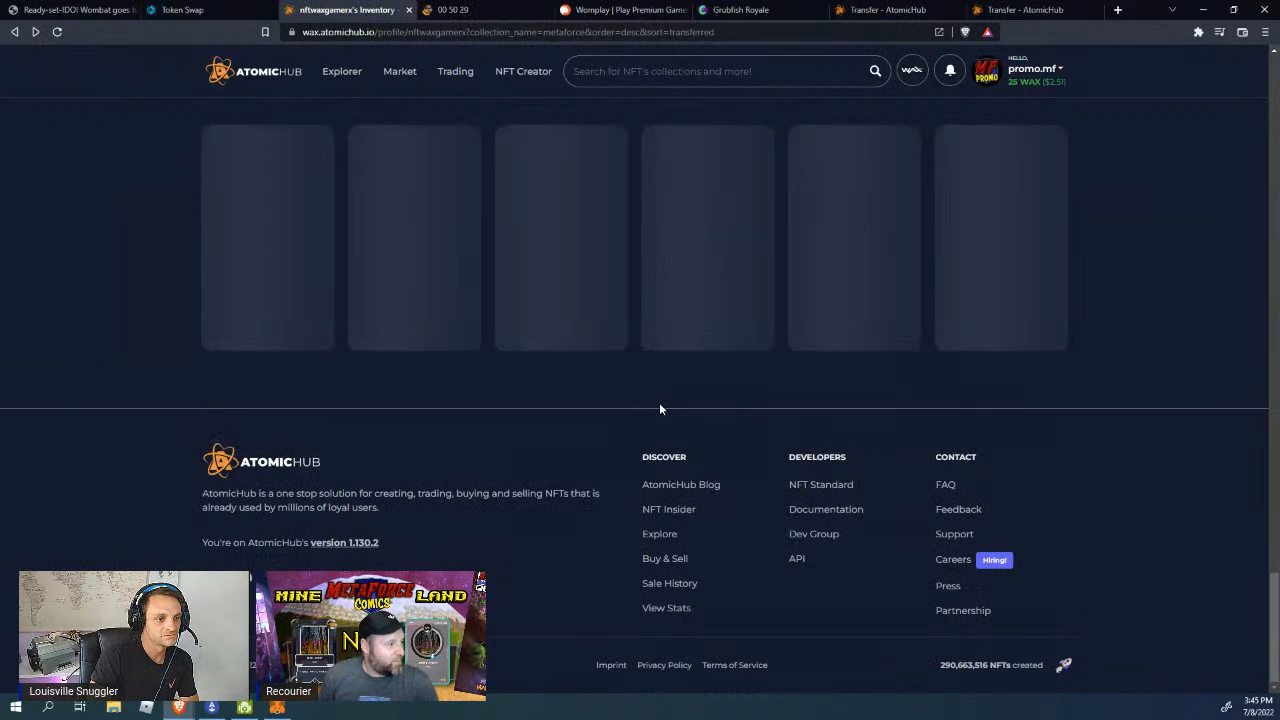 Ready-set-IDO! Wombat goes t
Token Swap
nftwaxgamerx's Inventory
00 50 29
Womplay | Play Premium Game
Grubfish Royale
Transfer - AtomicHub
Transfer - AtomicHub
wax.atomichub.io/profile/nftwaxgamerx?collection_name=metaforce&order=desc&sort=transferred
ATOMICHUB
Explorer
Market
Trading
NFT Creator
Search for NFT's collections and more!
HELLO,
promo.mf
25 WAX ($2.51)
MF
PROMO
ATOMICHUB
AtomicHub is a one stop solution for creating, trading, buying and selling NFTs that is
already used by millions of loyal users.
You're on AtomicHub's version 1.130.2
DISCOVER
AtomicHub Blog
NFT Insider
Explore
Buy & Sell
Sale History
View Stats
DEVELOPERS
NFT Standard
Documentation
Dev Group
API
CONTACT
FAQ
Feedback
Support
Careers Hiring!
Press
Partnership
Imprint
Privacy Policy
Terms of Service
290,663,516 NFTs created
MINE
METAFORCE
COMICS
LAND
Louisville Snuggler
Recourier
3:45 PM
7/8/2022